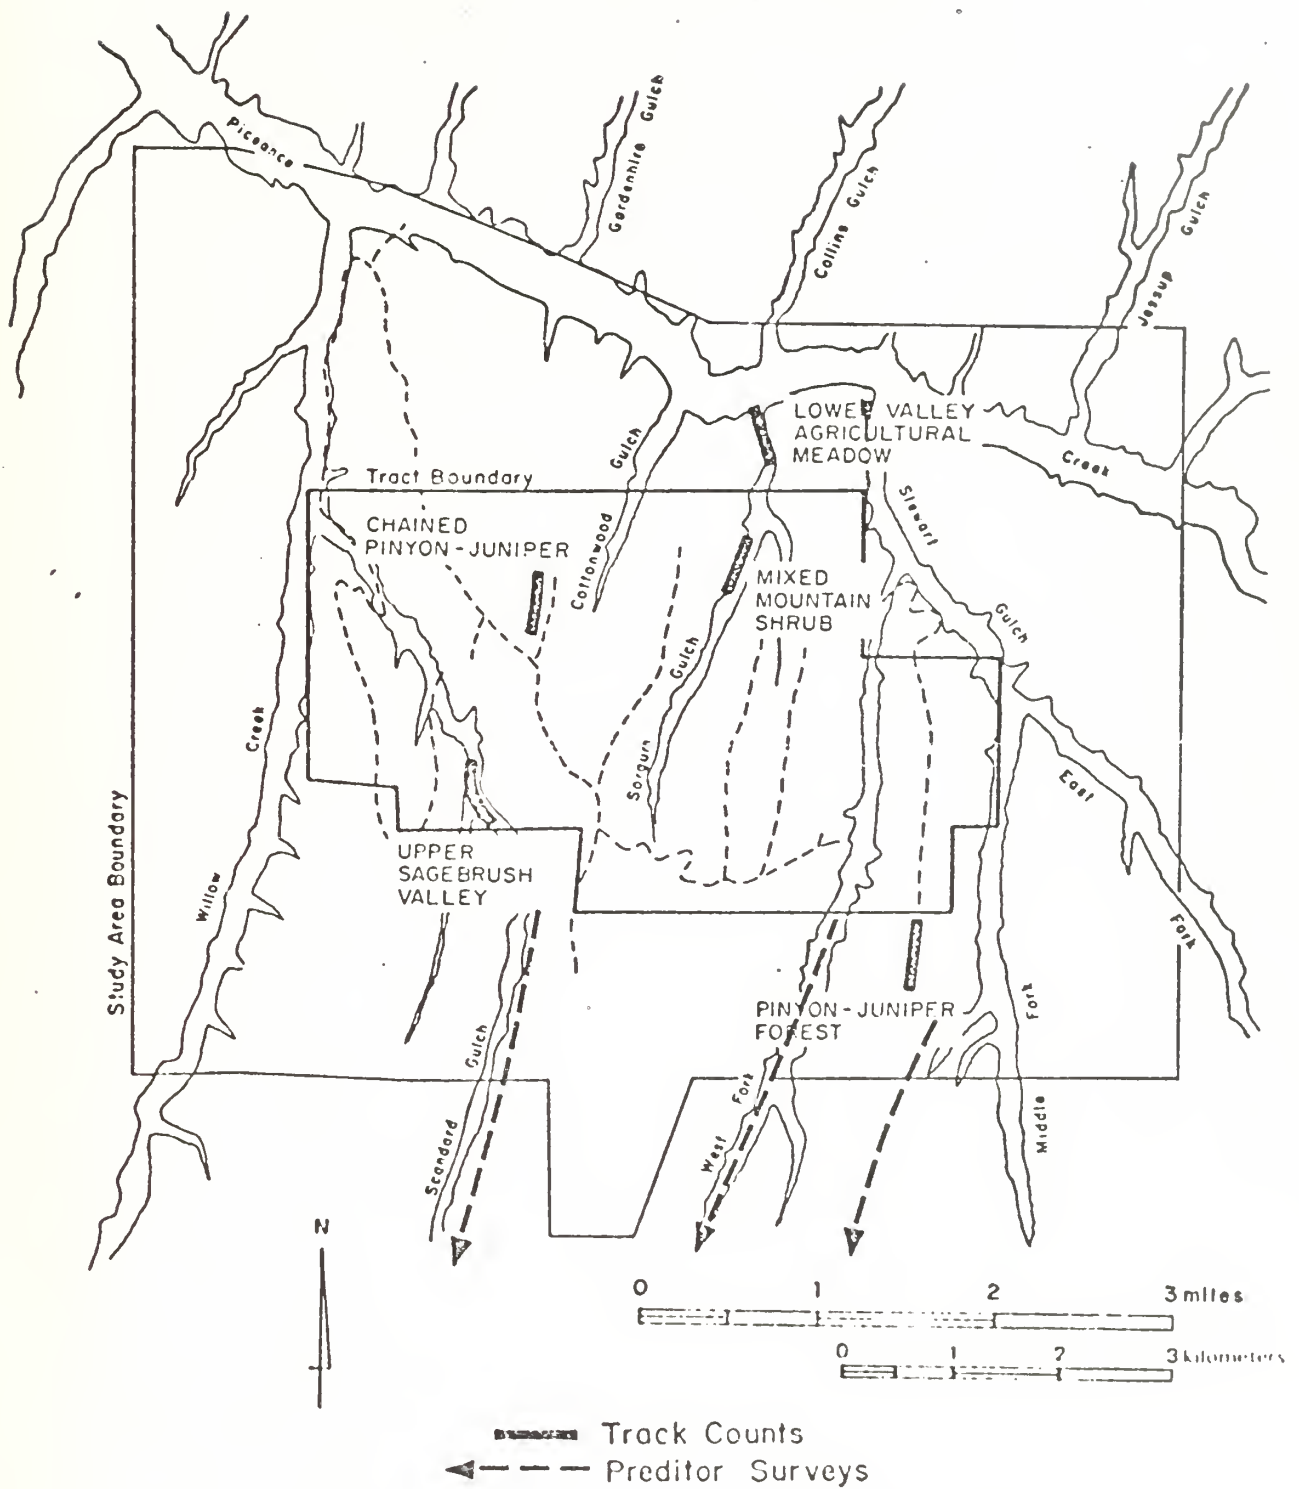 Piceance
Gardenhire Gulch
Collins Gulch
Jessup Gulch
LOWER VALLEY
AGRICULTURAL
MEADOW
Creek
Tract Boundary
Gulch
Cottonwood
Stewart
Gulch
CHAINED
PINYON-JUNIPER
MIXED
MOUNTAIN
SHRUB
Gulch
Sorgum
Creek
Willow
East
Fork
Study Area Boundary
UPPER
SAGEBRUSH
VALLEY
PINYON-JUNIPER
FOREST
Gulch
Scandard
Fork
West
Fork
Middle
N
0 1 2 3 miles
0 1 2 3 kilometers
Track Counts
Preditor Surveys